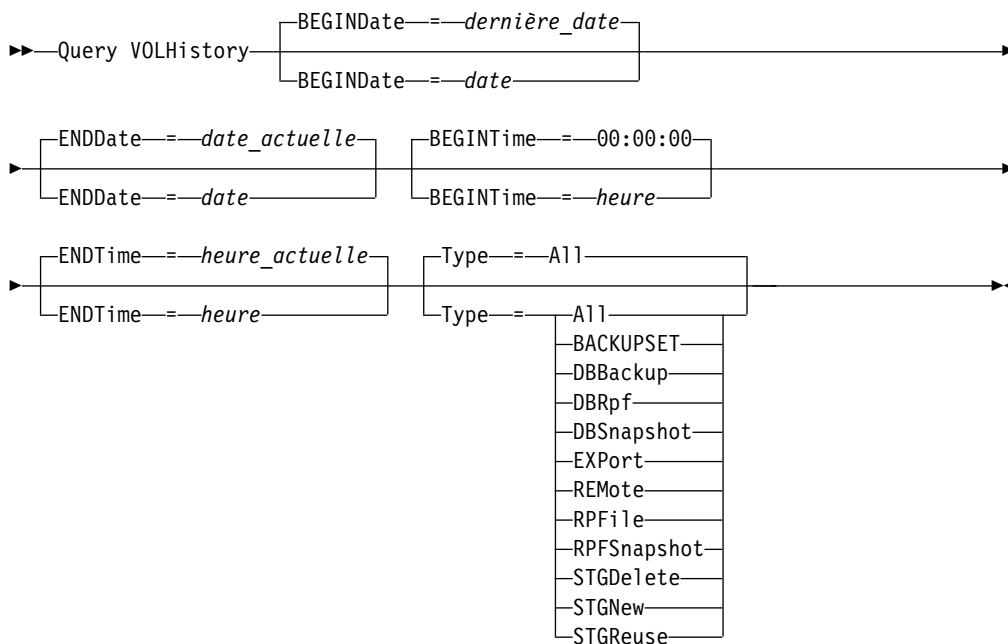 BEGINDate = dernière_date
Query VOLHistory
BEGINDate = date
ENDDate = date_actuelle BEGINTime = 00:00:00
ENDDate = date BEGINTime = heure
ENDTime = heure_actuelle Type = All
ENDTime = heure Type = All
BACKUPSET
DBBackup
DBRpf
DBSnapshot
EXPort
REMote
RPFile
RPFSnapshot
STGDelete
STGNew
STGReuse